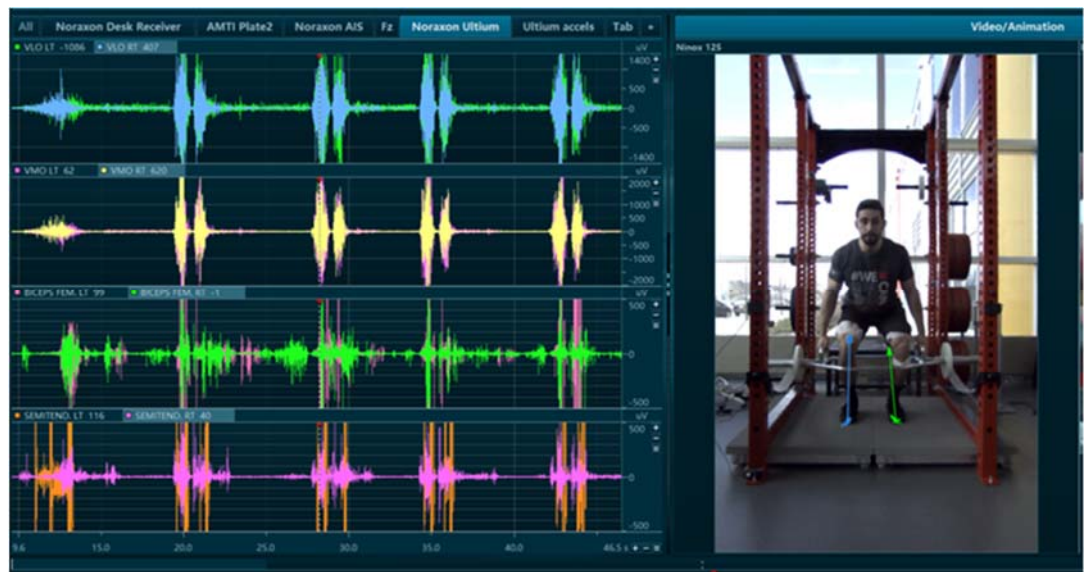 All Noraxon Desk Receiver AMTI Plate2 Noraxon AIS Fz Noraxon Ultium Ultium accels Tab +
Video/Animation
VLO LT -1086 VLO RT 407 uV
Ninox 125
1400
500
-500
-1400
VMO LT 62 VMO RT 620 uV
2000
1000
500
0
-500
-1000
-2000
BICEPS FEM. LT 99 BICEPS FEM. RT -1 uV
500
-500
SEMITEND. LT 116 SEMITEND. RT 40 uV
500
-500
9.6 15.0 20.0 25.0 30.0 35.0 40.0 46.5 s